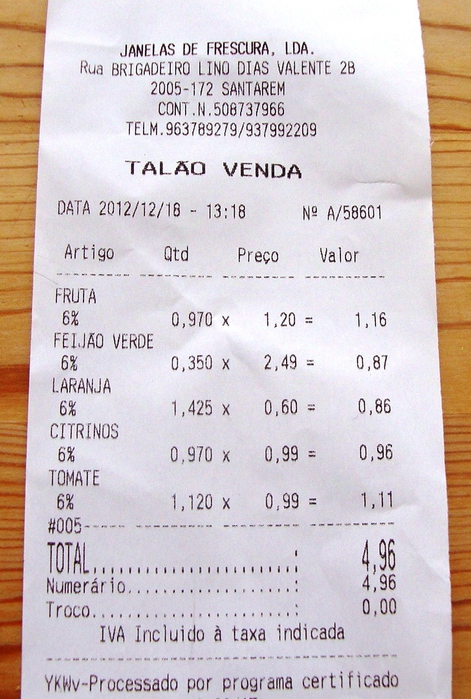 JANELAS DE FRESCURA, LDA.
Rua BRIGADEIRO LINO DIAS VALENTE 2B
2005-172 SANTAREM
CONT.N.508737966
TELM.963789279/937992209
TALÃO VENDA
DATA 2012/12/18 - 13:18 Nº A/58601
Artigo Qtd Preço Valor
FRUTA
6% 0,970 x 1,20 = 1,16
FEIJÃO VERDE
6% 0,350 x 2,49 = 0,87
LARANJA
6% 1,425 x 0,60 = 0,86
CITRINOS
6% 0,970 x 0,99 = 0,96
TOMATE
6% 1,120 x 0,99 = 1,11
#005
TOTAL.......................: 4,96
Numerário...................: 4,96
Troco.......................: 0,00
IVA Incluido à taxa indicada
YKWv-Processado por programa certificado